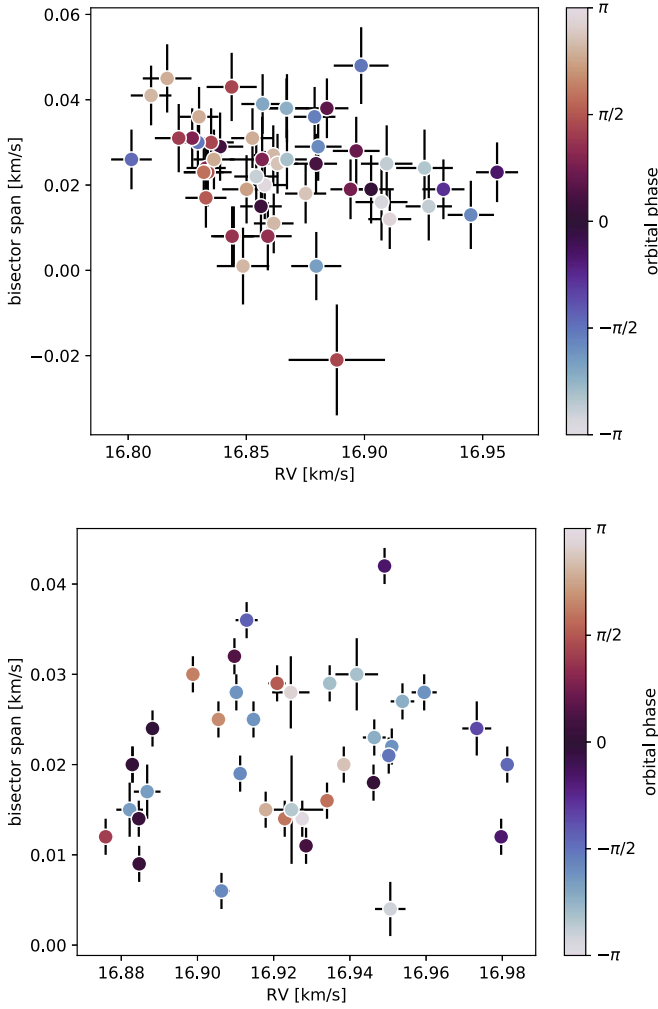 0.06
0.04
0.02
0.00
−0.02
bisector span [km/s]
16.80
16.85
16.90
16.95
RV [km/s]
π
π/2
0
−π/2
−π
orbital phase
0.04
0.03
0.02
0.01
0.00
bisector span [km/s]
16.88
16.90
16.92
16.94
16.96
16.98
RV [km/s]
π
π/2
0
−π/2
−π
orbital phase